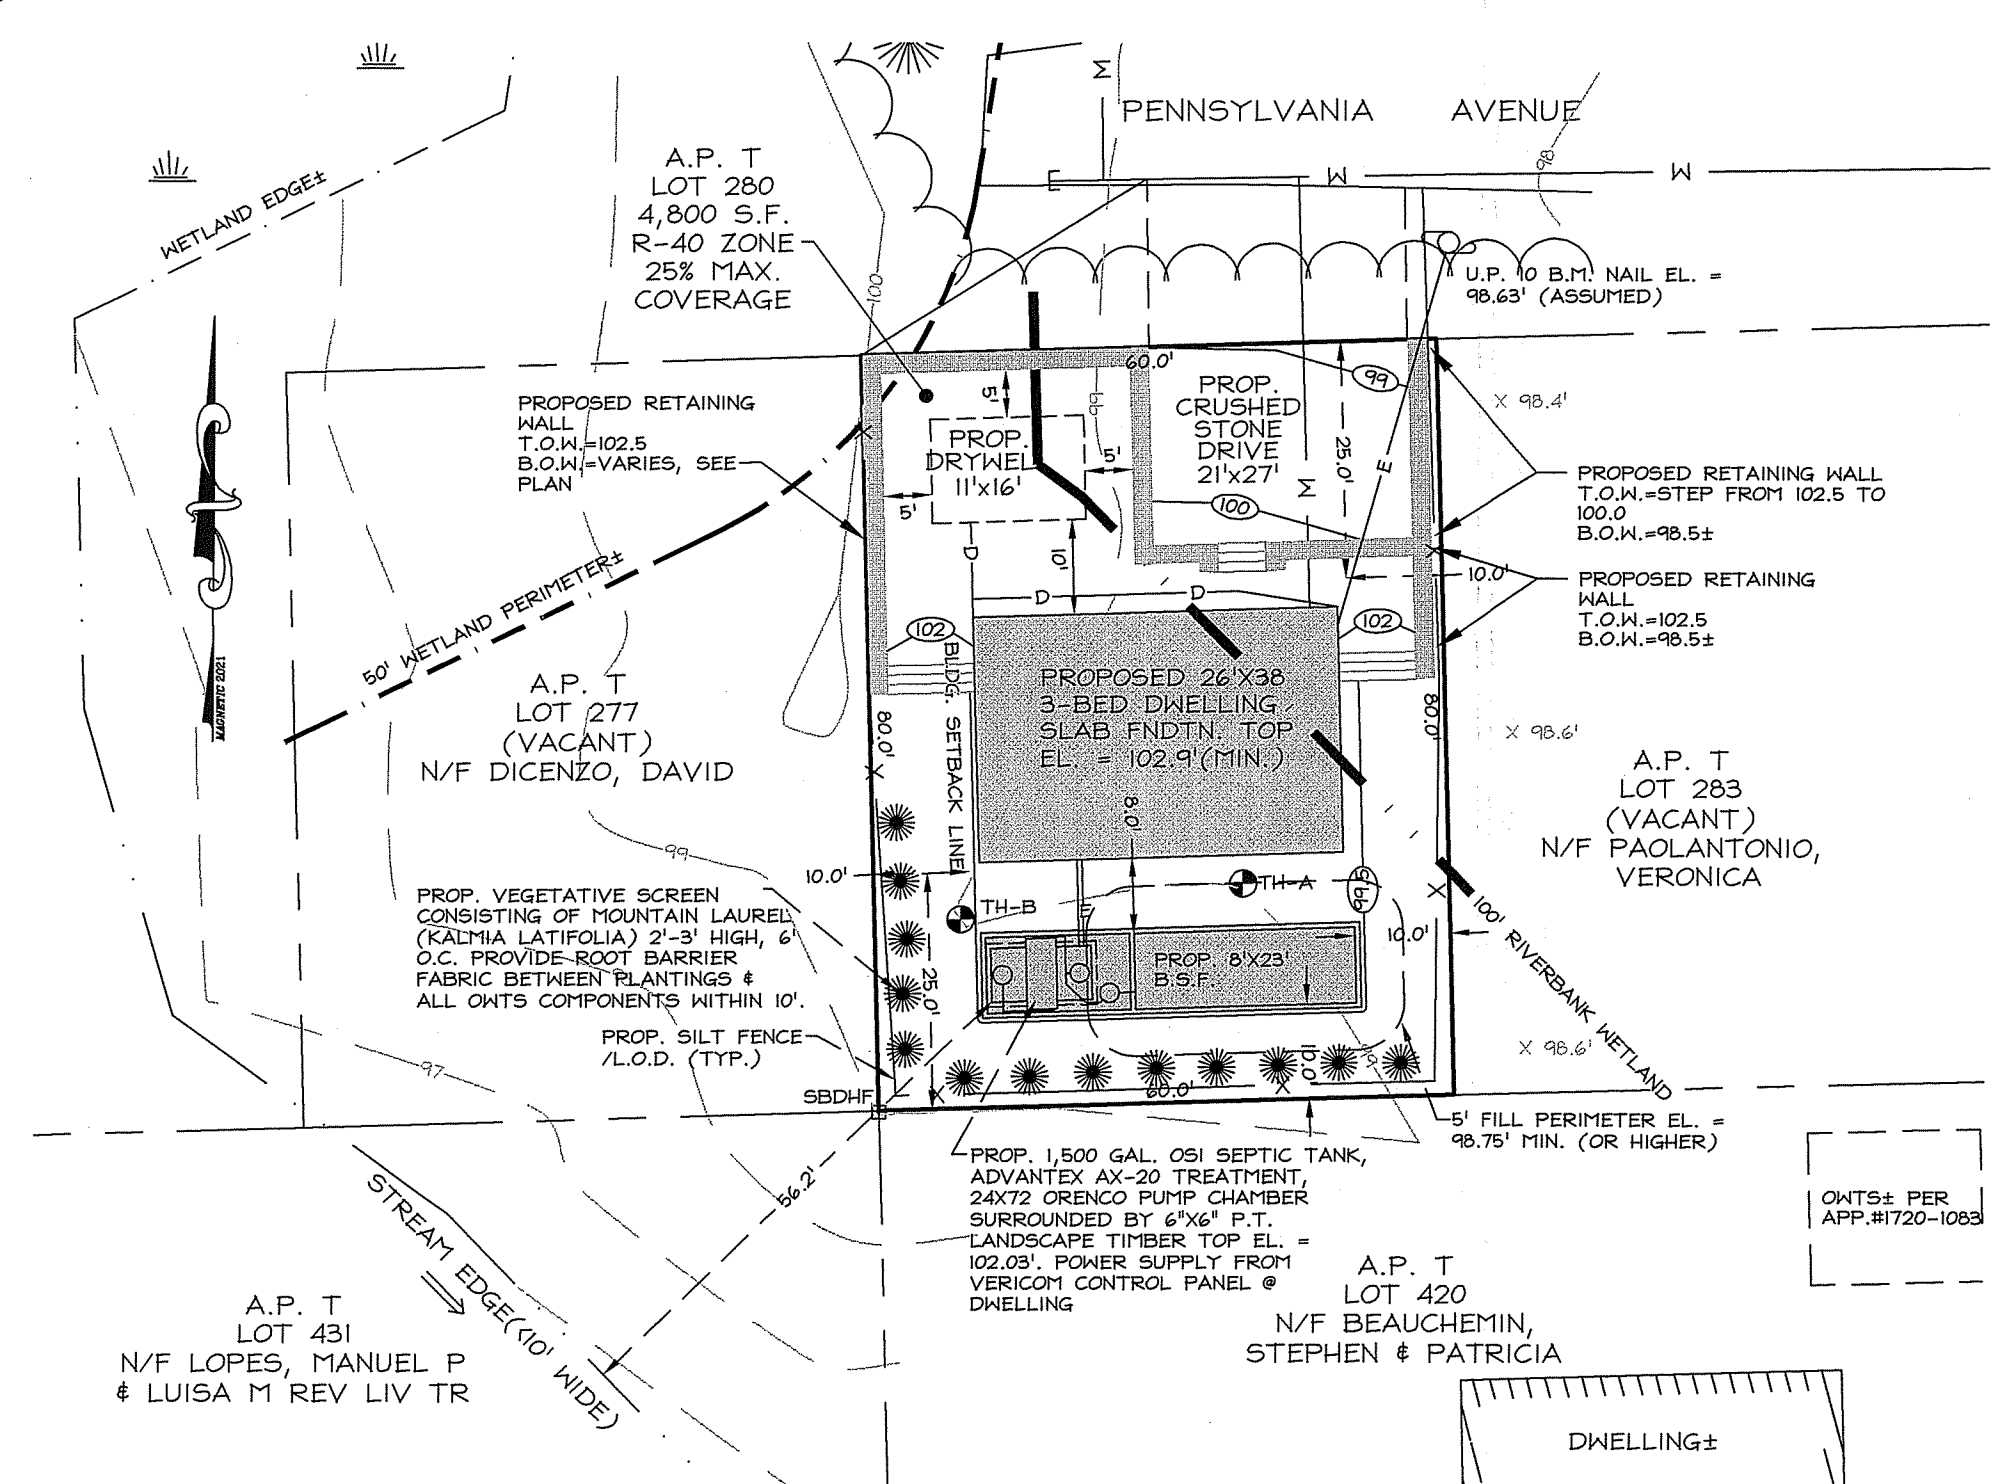 PENNSYLVANIA AVENUE
W
E
W
W
98
A.P. T
LOT 280
4,800 S.F.
R-40 ZONE
25% MAX.
COVERAGE
WETLAND EDGE±
100
U.P. 10 B.M. NAIL EL. =
98.63' (ASSUMED)
60.0'
99
X 98.4'
PROP.
CRUSHED
STONE
DRIVE
21'x27'
25.0'
E
W
100
5'
PROP.
DRYWEL
11'x16'
5'
5'
99
10'
D
D
D
PROPOSED RETAINING
WALL
T.O.W.=102.5
B.O.W.=VARIES, SEE
PLAN
PROPOSED RETAINING WALL
T.O.W.=STEP FROM 102.5 TO
100.0
B.O.W.=98.5±
10.0'
PROPOSED RETAINING
WALL
T.O.W.=102.5
B.O.W.=98.5±
50' WETLAND PERIMETER±
MAGNETIC 2021
102
102
BLDG. SETBACK LINE
PROPOSED 26'X38
3-BED DWELLING
SLAB FNDTN. TOP
EL. = 102.9'(MIN.)
80.0'
80.0'
X 98.6'
A.P. T
LOT 277
(VACANT)
N/F DICENZO, DAVID
A.P. T
LOT 283
(VACANT)
N/F PAOLANTONIO,
VERONICA
8.0'
99
10.0'
TH-A
TH-B
99.5
E
10.0'
100' RIVERBANK WETLAND
PROP. VEGETATIVE SCREEN
CONSISTING OF MOUNTAIN LAUREL
(KALMIA LATIFOLIA) 2'-3' HIGH, 6'
O.C. PROVIDE ROOT BARRIER
FABRIC BETWEEN PLANTINGS &
ALL OWTS COMPONENTS WITHIN 10'.
98
25.0'
PROP. 8'X23'
B.S.F.
PROP. SILT FENCE
/L.O.D. (TYP.)
97
X 98.6'
10.0'
99
SBDHF
60.0'
5' FILL PERIMETER EL. =
98.75' MIN. (OR HIGHER)
56.2'
PROP. 1,500 GAL. OSI SEPTIC TANK,
ADVANTEX AX-20 TREATMENT,
24X72 ORENCO PUMP CHAMBER
SURROUNDED BY 6"X6" P.T.
LANDSCAPE TIMBER TOP EL. =
102.03'. POWER SUPPLY FROM
VERICOM CONTROL PANEL @
DWELLING
OWTS± PER
APP.#1720-1083
STREAM EDGE(<10' WIDE)
A.P. T
LOT 431
N/F LOPES, MANUEL P
& LUISA M REV LIV TR
A.P. T
LOT 420
N/F BEAUCHEMIN,
STEPHEN & PATRICIA
DWELLING±